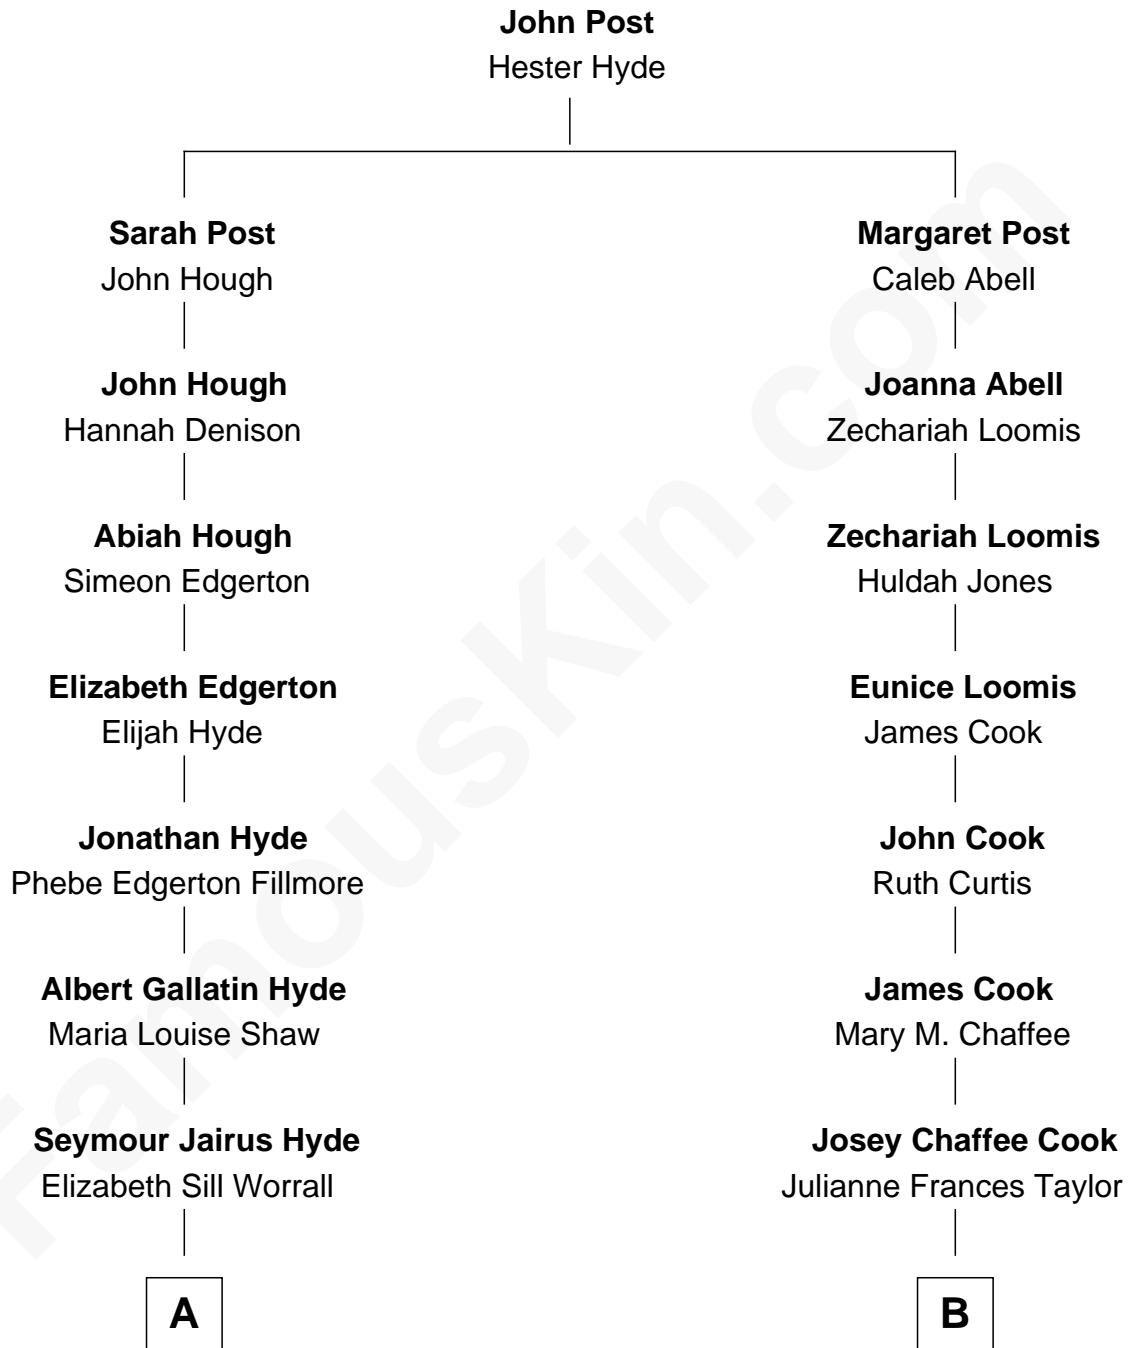 John Post
Hester Hyde
Sarah Post
John Hough
Margaret Post
Caleb Abell
John Hough
Hannah Denison
Joanna Abell
Zechariah Loomis
Abiah Hough
Simeon Edgerton
Zechariah Loomis
Huldah Jones
Elizabeth Edgerton
Elijah Hyde
Eunice Loomis
James Cook
Jonathan Hyde
Phebe Edgerton Fillmore
John Cook
Ruth Curtis
Albert Gallatin Hyde
Maria Louise Shaw
James Cook
Mary M. Chaffee
Seymour Jairus Hyde
Elizabeth Sill Worrall
Josey Chaffee Cook
Julianne Frances Taylor
A
B
FamousKin.com